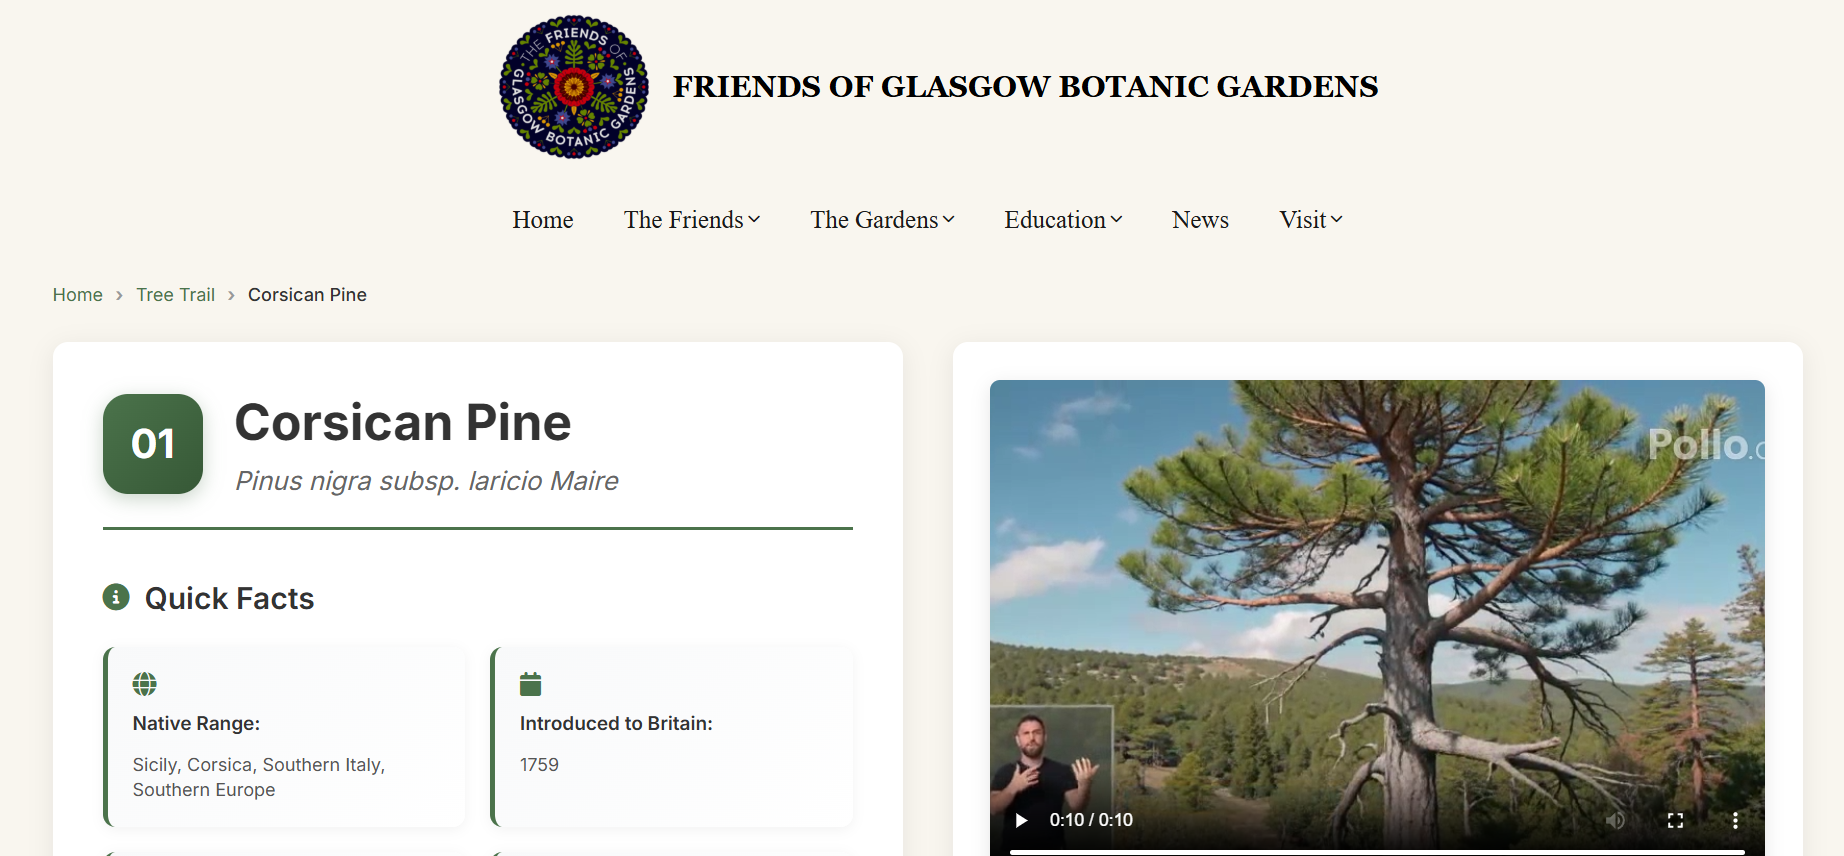 THE FRIENDS OF
GLASGOW BOTANIC GARDENS
FRIENDS OF GLASGOW BOTANIC GARDENS
Home The Friends The Gardens Education News Visit
Home > Tree Trail > Corsican Pine
01
Corsican Pine
Pinus nigra subsp. laricio Maire
Quick Facts
Native Range:
Sicily, Corsica, Southern Italy,
Southern Europe
Introduced to Britain:
1759
Pollo.c
0:10 / 0:10